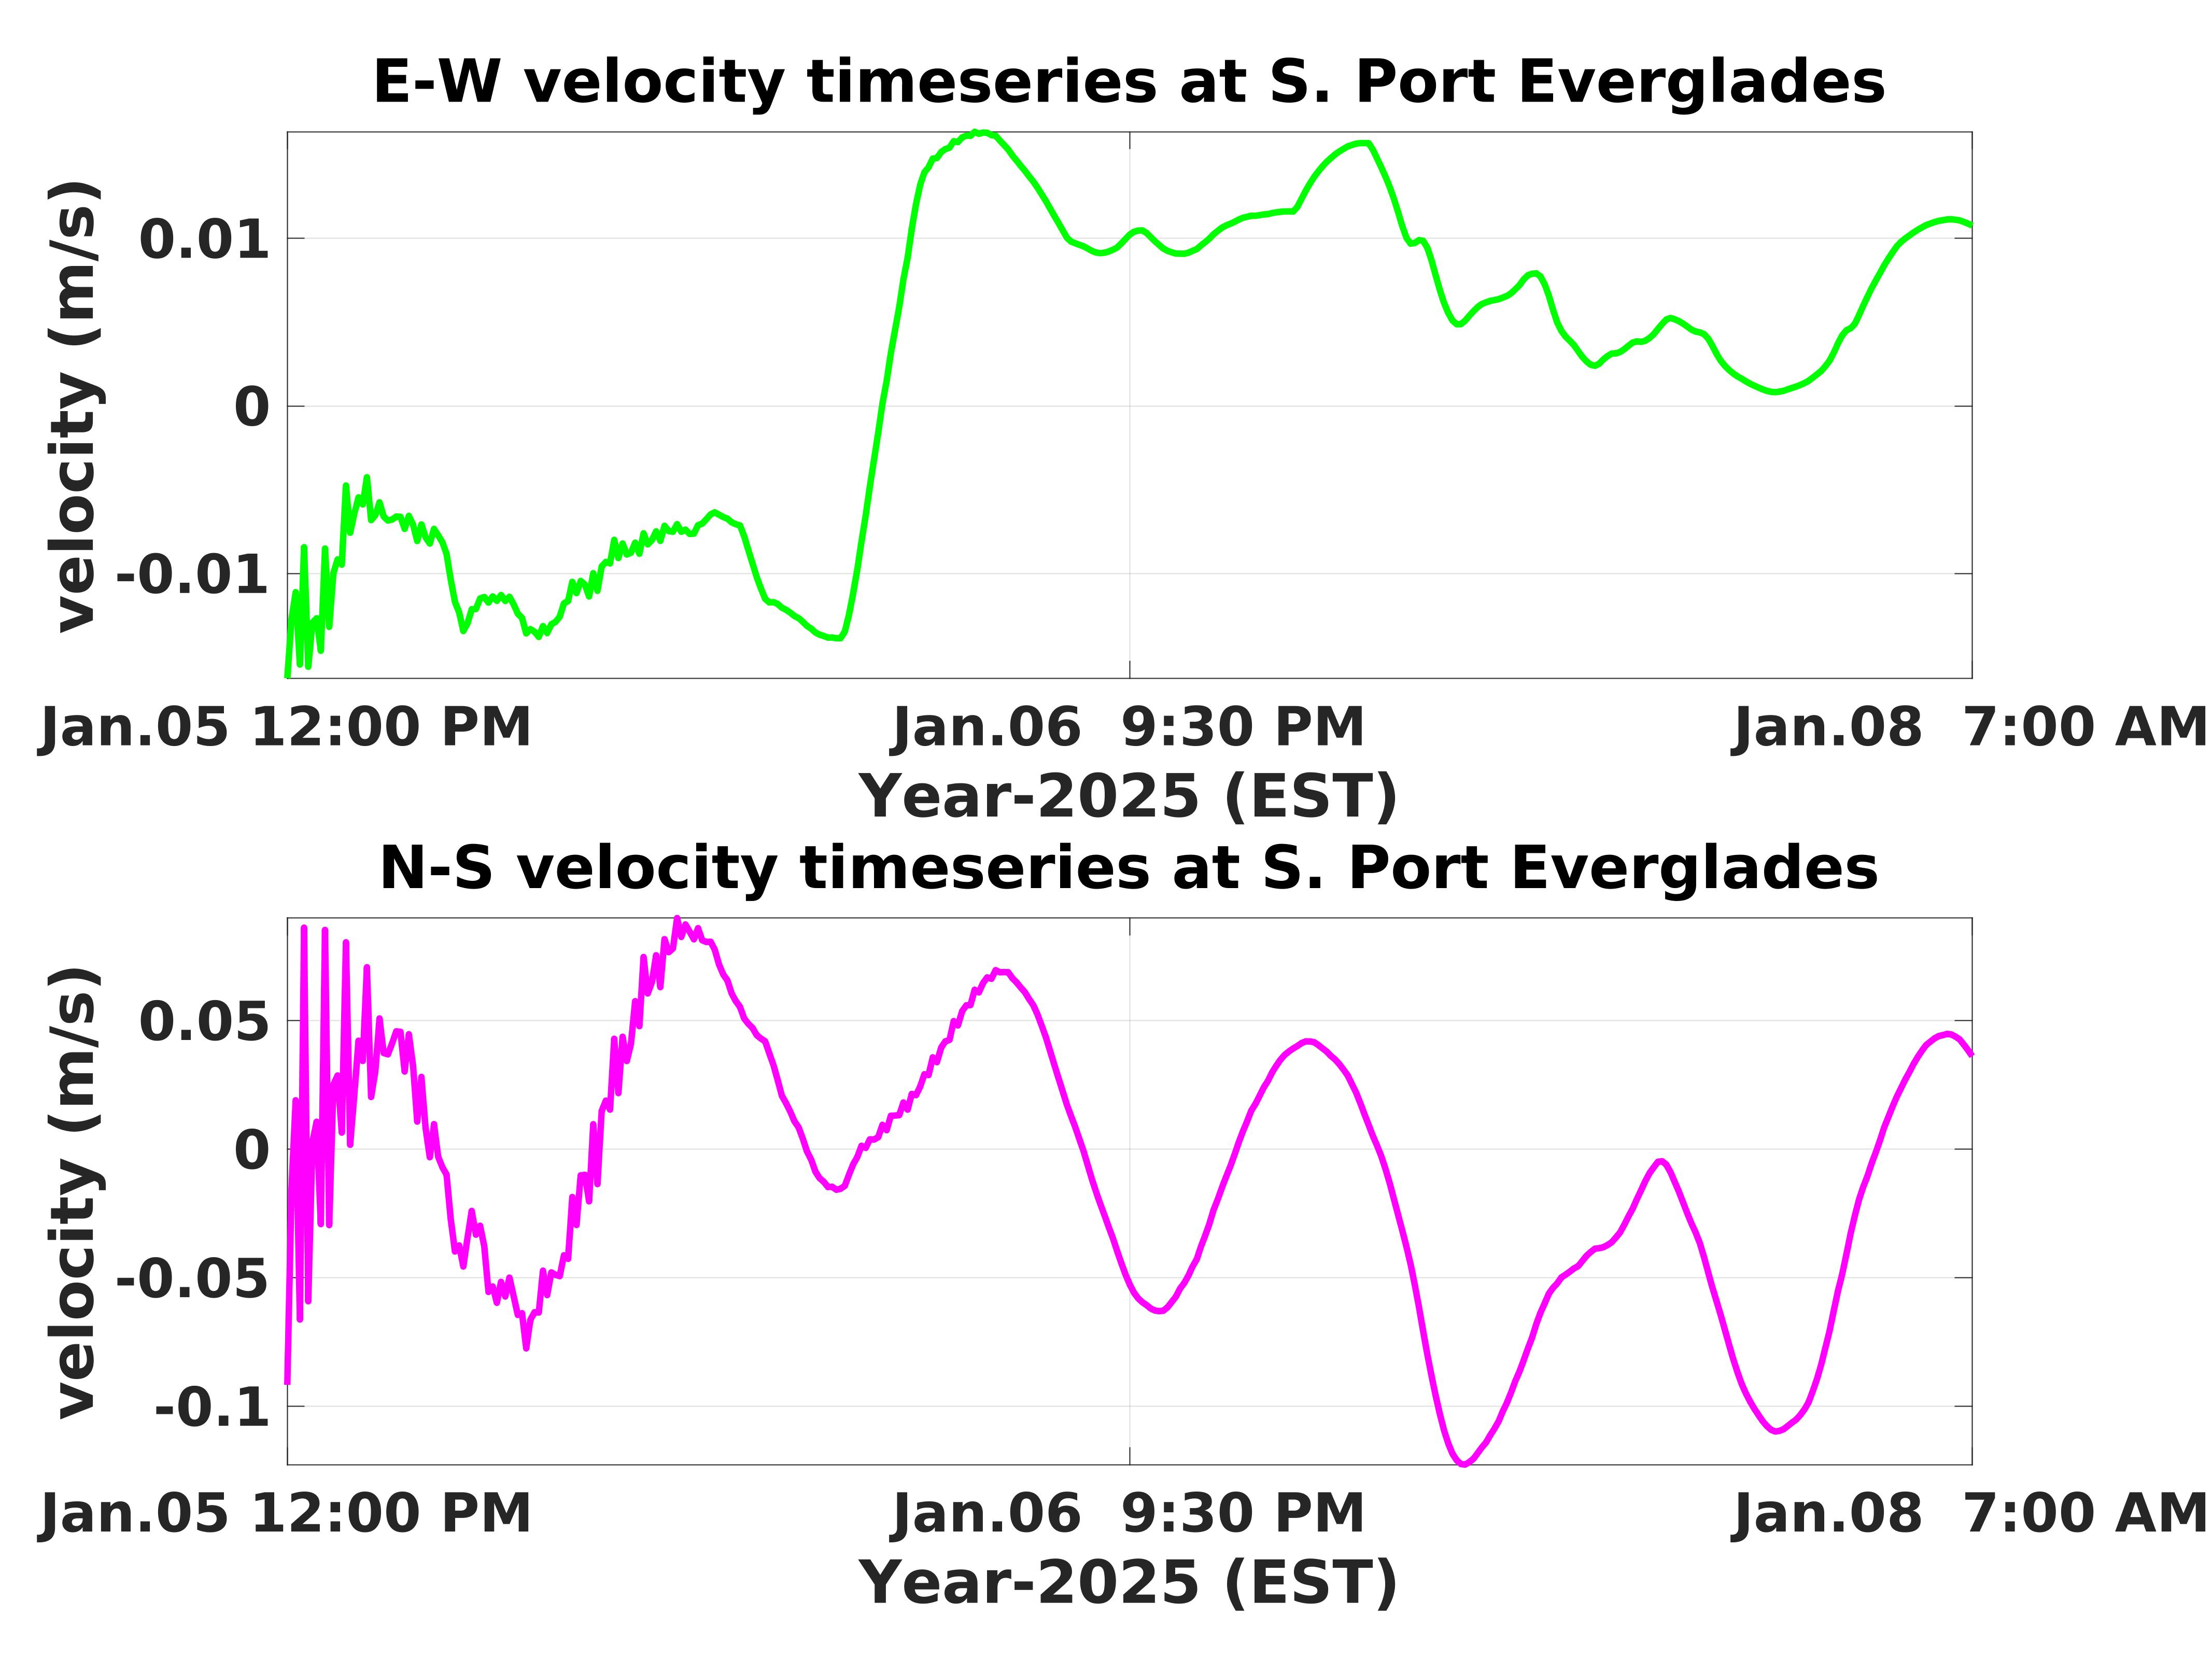 E-W velocity timeseries at S. Port Everglades
velocity (m/s)
0.01
0
-0.01
Jan.05 12:00 PM Jan.06 9:30 PM Jan.08 7:00 AM
Year-2025 (EST)
N-S velocity timeseries at S. Port Everglades
velocity (m/s)
0.05
0
-0.05
-0.1
Jan.05 12:00 PM Jan.06 9:30 PM Jan.08 7:00 AM
Year-2025 (EST)